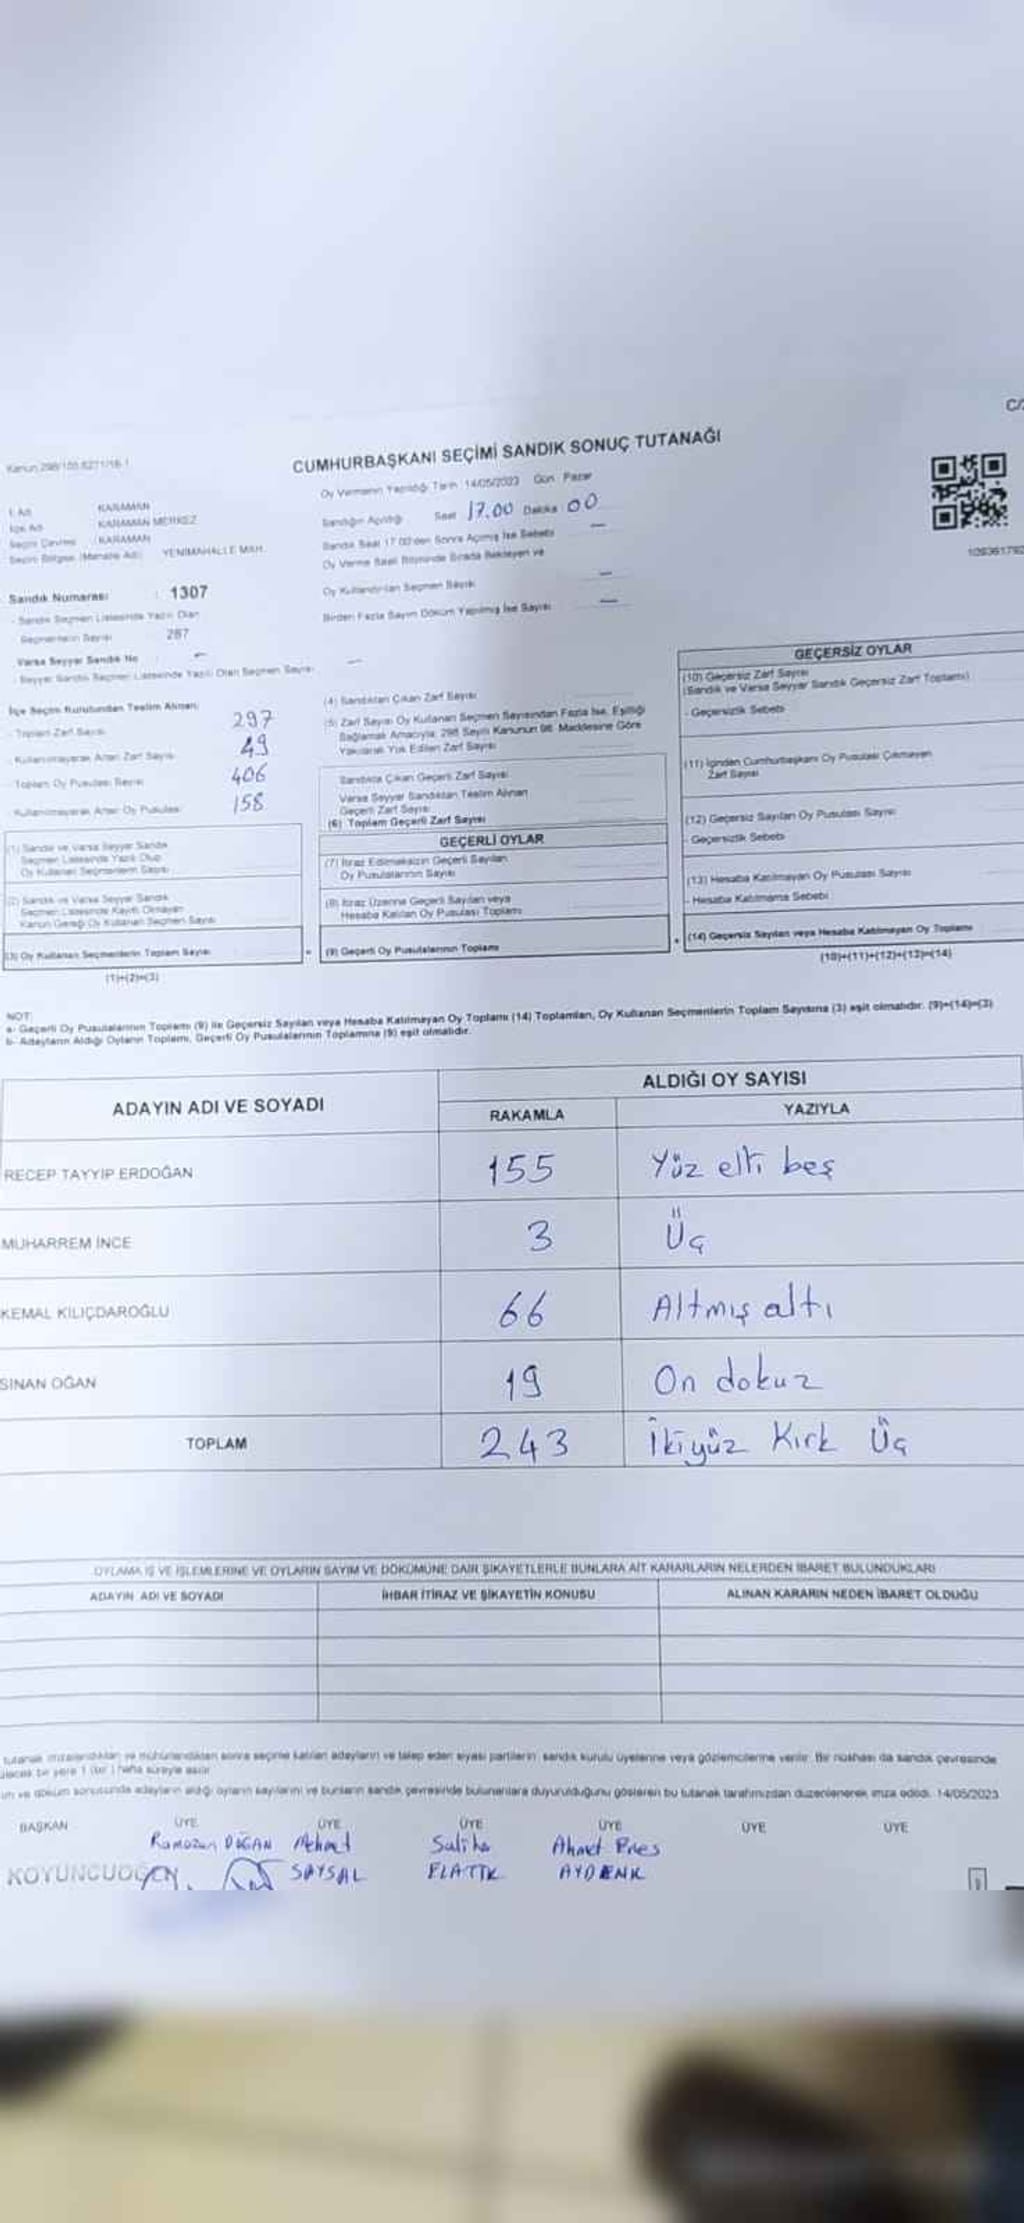 C/
Kanun 298/105 6271/16-1
CUMHURBAŞKANI SEÇİMİ SANDIK SONUÇ TUTANAĞI
İl Adı KARAMAN
İlçe Adı KARAMAN MERKEZ
Seçim Çevresi : KARAMAN
Seçim Bölgesi (Mahalle Adı) YENİMAHALLE MAH.
Sandık Numarası : 1307
- Sandık Seçmen Listesinde Yazılı Olan
Seçmenlerin Sayısı : 287
Varsa Seyyar Sandık No : –
- Seyyar Sandık Seçmen Listesinde Yazılı Olan Seçmen Sayısı –
Oy Vermenin Yapıldığı Tarih 14/05/2023 Gün Pazar
Sandığın Açıldığı Saat 17.00 Dakika 00
Sandık Saat 17.00'den Sonra Açılmış İse Sebebi –
Oy Verme Saati Bitiminde Sırada Bekleyen ve
Oy Kullandırılan Seçmen Sayısı –
Birden Fazla Sayım Döküm Yapılmış İse Sayısı –
İlçe Seçim Kurulundan Teslim Alınan:
- Toplam Zarf Sayısı 297
- Kullanılmayarak Artan Zarf Sayısı 49
- Toplam Oy Pusulası Sayısı 406
- Kullanılmayarak Artan Oy Pusulası 158
(1) Sandık ve Varsa Seyyar Sandık
Seçmen Listesinde Yazılı Olup
Oy Kullanan Seçmenlerin Sayısı
(2) Sandık ve Varsa Seyyar Sandık
Seçmen Listesinde Kayıtlı Olmayan
Kanun Gereği Oy Kullanan Seçmen Sayısı
(3) Oy Kullanan Seçmenlerin Toplam Sayısı
(1)+(2)=(3)
(4) Sandıktan Çıkan Zarf Sayısı
(5) Zarf Sayısı Oy Kullanan Seçmen Sayısından Fazla İse, Eşitliği
Sağlamak Amacıyla, 298 Sayılı Kanunun 98. Maddesine Göre
Yakılarak Yok Edilen Zarf Sayısı
Sandıkta Çıkan Geçerli Zarf Sayısı
Varsa Seyyar Sandıktan Teslim Alınan
Geçerli Zarf Sayısı
(6) Toplam Geçerli Zarf Sayısı
GEÇERLİ OYLAR
(7) İtiraz Edilmeksizin Geçerli Sayılan
Oy Pusulalarının Sayısı
(8) İtiraz Üzerine Geçerli Sayılan veya
Hesaba Katılan Oy Pusulası Toplamı
(9) Geçerli Oy Pusulalarının Toplamı
GEÇERSİZ OYLAR
(10) Geçersiz Zarf Sayısı
(Sandık ve Varsa Seyyar Sandık Geçersiz Zarf Toplamı)
- Geçersizlik Sebebi
(11) İçinden Cumhurbaşkanı Oy Pusulası Çıkmayan
Zarf Sayısı
(12) Geçersiz Sayılan Oy Pusulası Sayısı
- Geçersizlik Sebebi
(13) Hesaba Katılmayan Oy Pusulası Sayısı
- Hesaba Katılmama Sebebi
(14) Geçersiz Sayılan veya Hesaba Katılmayan Oy Toplamı
(10)+(11)+(12)+(13)=(14)
NOT:
a- Geçerli Oy Pusulalarının Toplamı (9) ile Geçersiz Sayılan veya Hesaba Katılmayan Oy Toplamı (14) Toplamları, Oy Kullanan Seçmenlerin Toplam Sayısına (3) eşit olmalıdır. (9)+(14)=(3)
b- Adayların Aldığı Oyların Toplamı, Geçerli Oy Pusulalarının Toplamına (9) eşit olmalıdır.
ADAYIN ADI VE SOYADI ALDIĞI OY SAYISI
RAKAMLA YAZIYLA
RECEP TAYYIP ERDOĞAN 155 Yüz elti beş
MUHARREM İNCE 3 Üç
KEMAL KILIÇDAROĞLU 66 Altmış altı
SİNAN OĞAN 19 On dokuz
TOPLAM 243 İkiyüz Kırk Üç
OYLAMA İŞ VE İŞLEMLERİNE VE OYLARIN SAYIM VE DÖKÜMÜNE DAİR ŞİKAYETLERLE BUNLARA AİT KARARLARIN NELERDEN İBARET BULUNDUKLARI
ADAYIN ADI VE SOYADI İHBAR İTİRAZ VE ŞİKAYETİN KONUSU ALINAN KARARIN NEDEN İBARET OLDUĞU
tutanak imzalandıktan ve mühürlendikten sonra seçime katılan adayların ve talep eden siyasi partilerin, sandık kurulu üyelerine veya gözlemcilerine verilir. Bir nüshası da sandık çevresinde
bir yere 1 (bir) hafta süreyle asılır.
ım ve döküm sonucunda adayların aldığı oyların sayılarını ve bunların sandık çevresinde bulunanlara duyurulduğunu gösteren bu tutanak tarafımızdan düzenlenerek imza edildi. 14/05/2023
BAŞKAN ÜYE ÜYE ÜYE ÜYE ÜYE ÜYE
Ramazan DOĞAN Mehmet Saliha Ahmet Enes
SAYSAL AYDENK